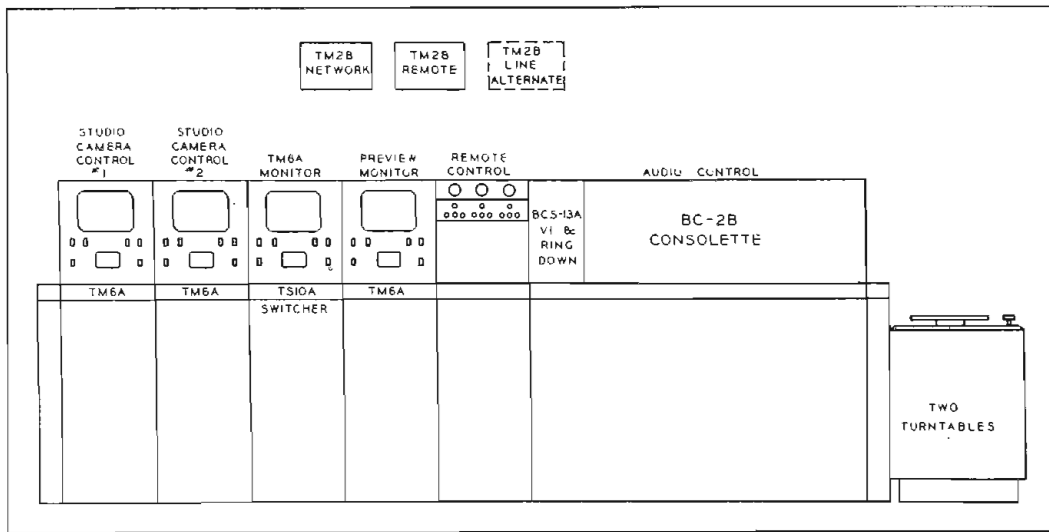 TM2B
NETWORK
TM2B
REMOTE
TM2B
LINE
ALTERNATE
STUDIO
CAMERA
CONTROL
#1
STUDIO
CAMERA
CONTROL
#2
TM6A
MONITOR
PREVIEW
MONITOR
REMOTE
CONTROL
AUDIO CONTROL
BCS-13A
VI &
RING
DOWN
BC-2B
CONSOLETTE
TM6A
TM6A
TS10A
TM6A
SWITCHER
TWO
TURNTABLES